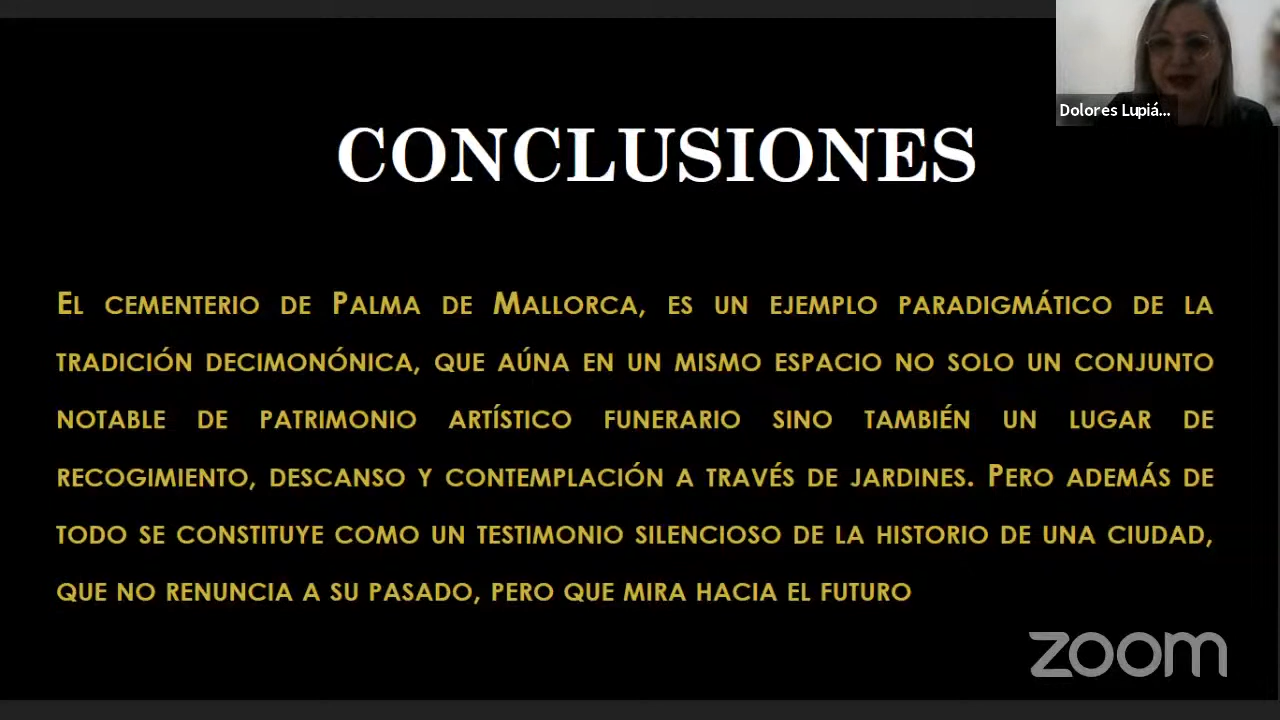 Dolores Lupiá...
CONCLUSIONES
El cementerio de Palma de Mallorca, es un ejemplo paradigmático de la
tradición decimonónica, que aúna en un mismo espacio no solo un conjunto
notable de patrimonio artístico funerario sino también un lugar de
recogimiento, descanso y contemplación a través de jardines. Pero además de
todo se constituye como un testimonio silencioso de la historio de una ciudad,
que no renuncia a su pasado, pero que mira hacia el futuro
zoom